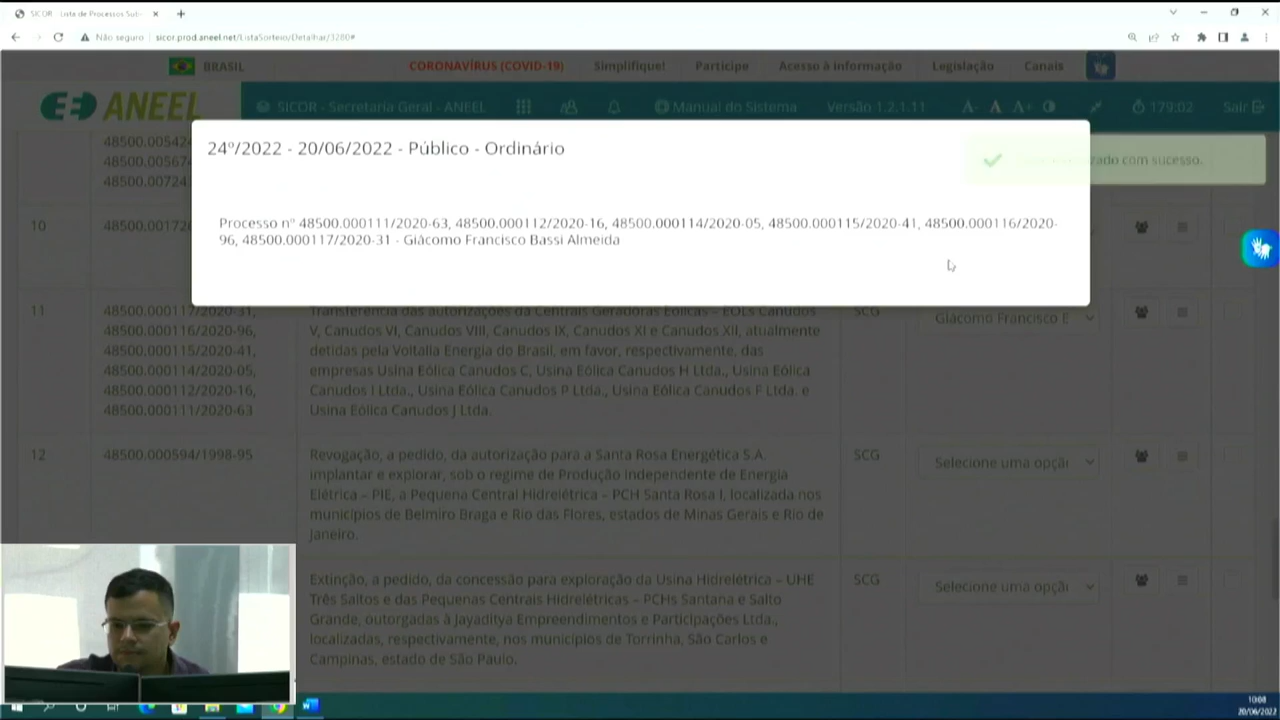 SICOR - Lista de Processos Sub
Não seguro
sicor.prod.aneel.net/ListaSorteio/Detalhar/3280#
BRASIL
CORONAVÍRUS (COVID-19)
Simplifique!
Participe
Acesso à informação
Legislação
Canais
ANEEL
SICOR - Secretaria Geral - ANEEL
Manual do Sistema
Versão 1.2.1.11
A- A A+
179:02
Sair
48500.005424
48500.005674
48500.00724
24º/2022 - 20/06/2022 - Público - Ordinário
com sucesso.
Processo nº 48500.000111/2020-63, 48500.000112/2020-16, 48500.000114/2020-05, 48500.000115/2020-41, 48500.000116/2020-
96, 48500.000117/2020-31 - Giácomo Francisco Bassi Almeida
10
48500.00172
11
48500.000117/2020-31,
48500.000116/2020-96,
48500.000115/2020-41,
48500.000114/2020-05,
48500.000112/2020-16,
48500.000111/2020-63
Transferência das autorizações da Centrais Geradoras Eólicas – EOLs Canudos
V, Canudos VI, Canudos VIII, Canudos IX, Canudos XI e Canudos XII, atualmente
detidas pela Voltalia Energia do Brasil, em favor, respectivamente, das
empresas Usina Eólica Canudos C, Usina Eólica Canudos H Ltda., Usina Eólica
Canudos I Ltda., Usina Eólica Canudos P Ltda., Usina Eólica Canudos F Ltda. e
Usina Eólica Canudos J Ltda.
SCG
Giácomo Francisco E
12
48500.000594/1998-95
Revogação, a pedido, da autorização para a Santa Rosa Energética S.A.
implantar e explorar, sob o regime de Produção independente de Energia
Elétrica – PIE, a Pequena Central Hidrelétrica – PCH Santa Rosa I, localizada nos
municípios de Belmiro Braga e Rio das Flores, estados de Minas Gerais e Rio de
Janeiro.
SCG
Selecione uma opçã
Extinção, a pedido, da concessão para exploração da Usina Hidrelétrica – UHE
Três Saltos e das Pequenas Centrais Hidrelétricas – PCHs Santana e Salto
Grande, outorgadas à Jayaditya Empreendimentos e Participações Ltda.,
localizadas, respectivamente, nos municípios de Torrinha, São Carlos e
Campinas, estado de São Paulo.
SCG
Selecione uma opçã
10:08
20/06/2022